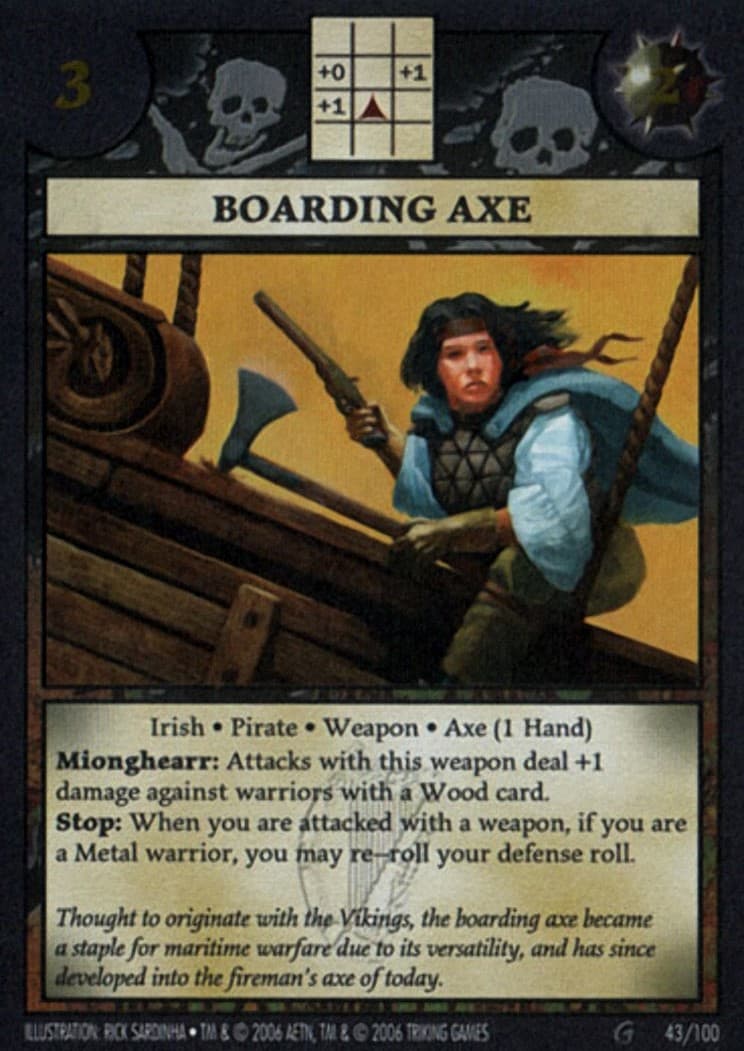 3
2
+0 +1
+1
BOARDING AXE
Irish • Pirate • Weapon • Axe (1 Hand)
Mionghearr: Attacks with this weapon deal +1
damage against warriors with a Wood card.
Stop: When you are attacked with a weapon, if you are
a Metal warrior, you may re-roll your defense roll.
Thought to originate with the Vikings, the boarding axe became
a staple for maritime warfare due to its versatility, and has since
developed into the fireman's axe of today.
ILLUSTRATION: RICK SARDINHA • TM & © 2006 AETN, TM & © 2006 TRIKING GAMES G 43/100